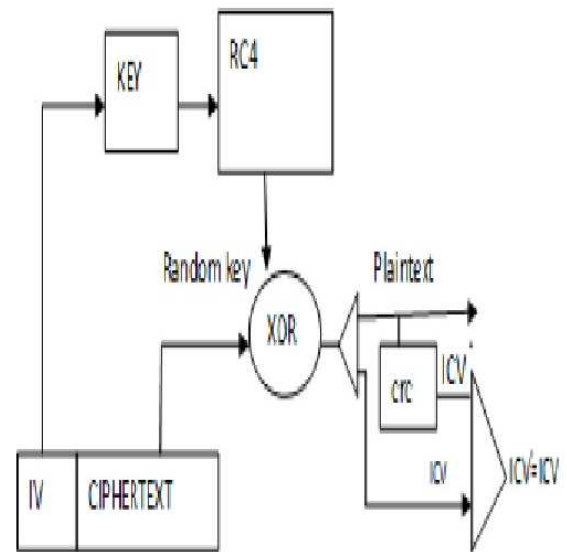 KEY
RC4
Random key
Plaintext
XOR
crc
ICV'
ICV
ICV'=ICV
IV
CIPHERTEXT